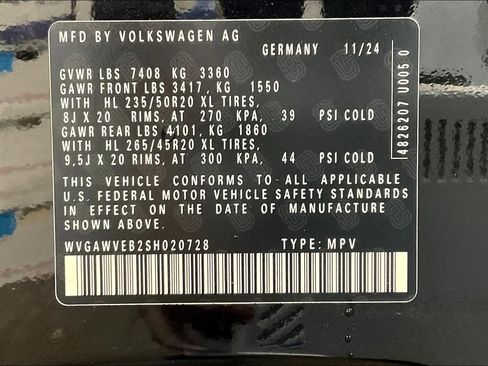 MFD BY VOLKSWAGEN AG
GERMANY 11/24
GVWR LBS 7408 KG 3360
GAWR FRONT LBS 3417, KG 1550
WITH HL 235/50R20 XL TIRES,
8J X 20 RIMS, AT 270 KPA, 39 PSI COLD
GAWR REAR LBS 4101, KG 1860
WITH HL 265/45R20 XL TIRES,
9.5J X 20 RIMS, AT 300 KPA, 44 PSI COLD
THIS VEHICLE CONFORMS TO-ALL APPLICABLE
U.S. FEDERAL MOTOR VEHICLE SAFETY STANDARDS
IN EFFECT ON THE DATE OF MANUFACTURE
SHOWN ABOVE.
WVGAWVEB2SH020728 TYPE: MPV
4826207 U005 0